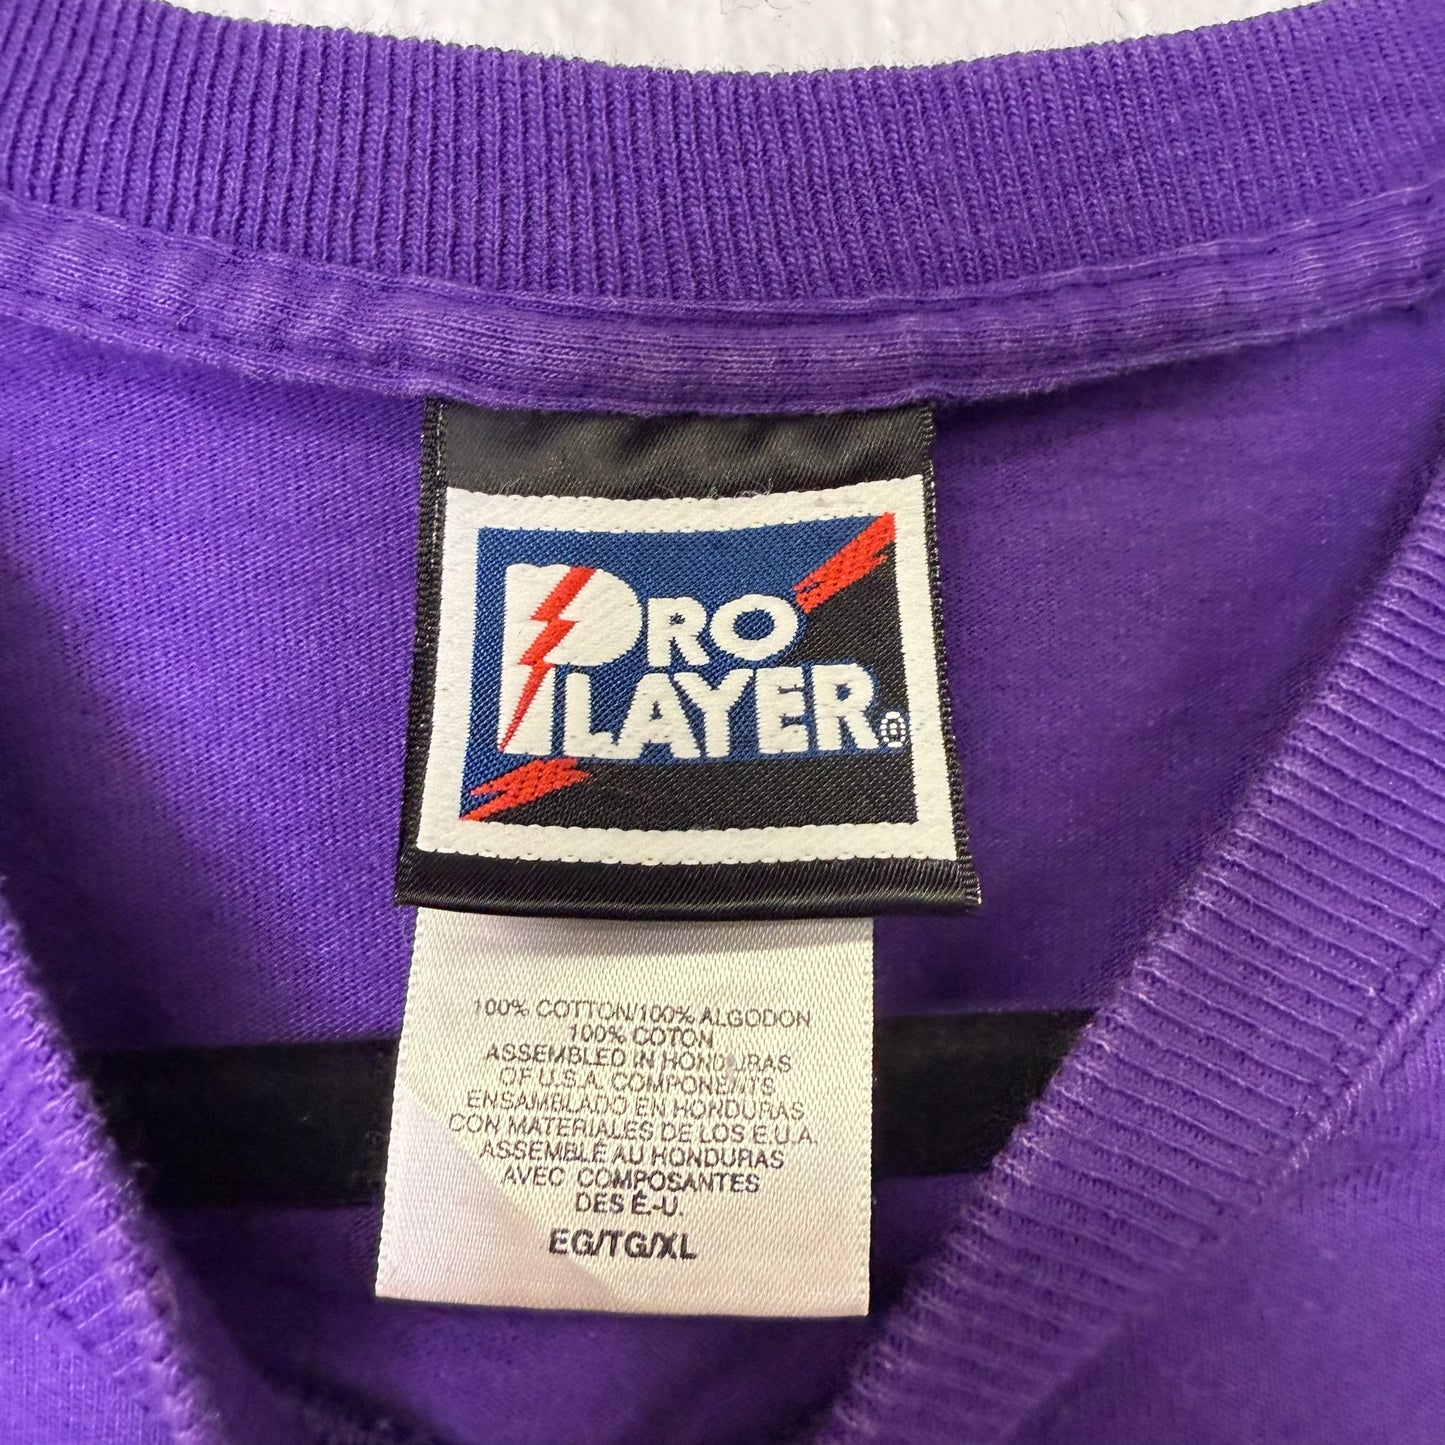 PRO
PLAYER®
100% COTTON/100% ALGODON
100% COTON
ASSEMBLED IN HONDURAS
OF U.S.A. COMPONENTS
ENSAMBLADO EN HONDURAS
CON MATERIALES DE LOS E.U.A.
ASSEMBLÉ AU HONDURAS
AVEC COMPOSANTES
DES É.-U.
EG/TG/XL